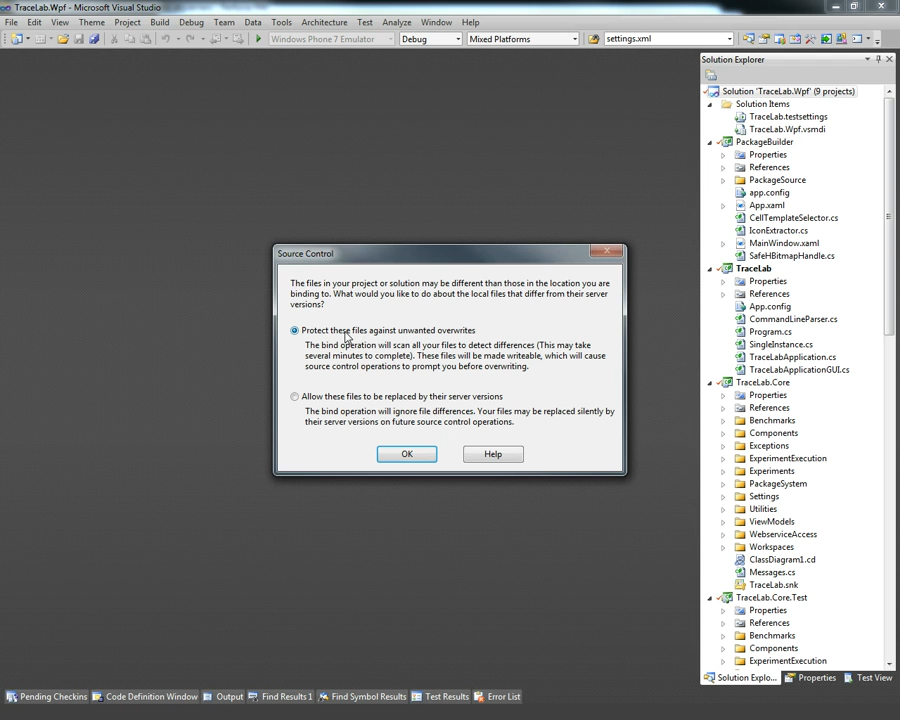 TraceLab.Wpf - Microsoft Visual Studio
File Edit View Theme Project Build Debug Team Data Tools Architecture Test Analyze Window Help
Windows Phone 7 Emulator Debug Mixed Platforms settings.xml
Solution Explorer
Solution 'TraceLab.Wpf' (9 projects)
Solution Items
TraceLab.testsettings
TraceLab.Wpf.vsmdi
PackageBuilder
Properties
References
PackageSource
app.config
App.xaml
CellTemplateSelector.cs
IconExtractor.cs
MainWindow.xaml
SafeHBitmapHandle.cs
TraceLab
Properties
References
App.config
CommandLineParser.cs
Program.cs
SingleInstance.cs
TraceLabApplication.cs
TraceLabApplicationGUI.cs
TraceLab.Core
Properties
References
Benchmarks
Components
Exceptions
ExperimentExecution
Experiments
PackageSystem
Settings
Utilities
ViewModels
WebserviceAccess
Workspaces
ClassDiagram1.cd
Messages.cs
TraceLab.snk
TraceLab.Core.Test
Properties
References
Benchmarks
Components
ExperimentExecution
Solution Explo... Properties Test View
Source Control
The files in your project or solution may be different than those in the location you are
binding to. What would you like to do about the local files that differ from their server
versions?
Protect these files against unwanted overwrites
The bind operation will scan all your files to detect differences (This may take
several minutes to complete). These files will be made writeable, which will cause
source control operations to prompt you before overwriting.
Allow these files to be replaced by their server versions
The bind operation will ignore file differences. Your files may be replaced silently by
their server versions on future source control operations.
OK Help
Pending Checkins Code Definition Window Output Find Results 1 Find Symbol Results Test Results Error List